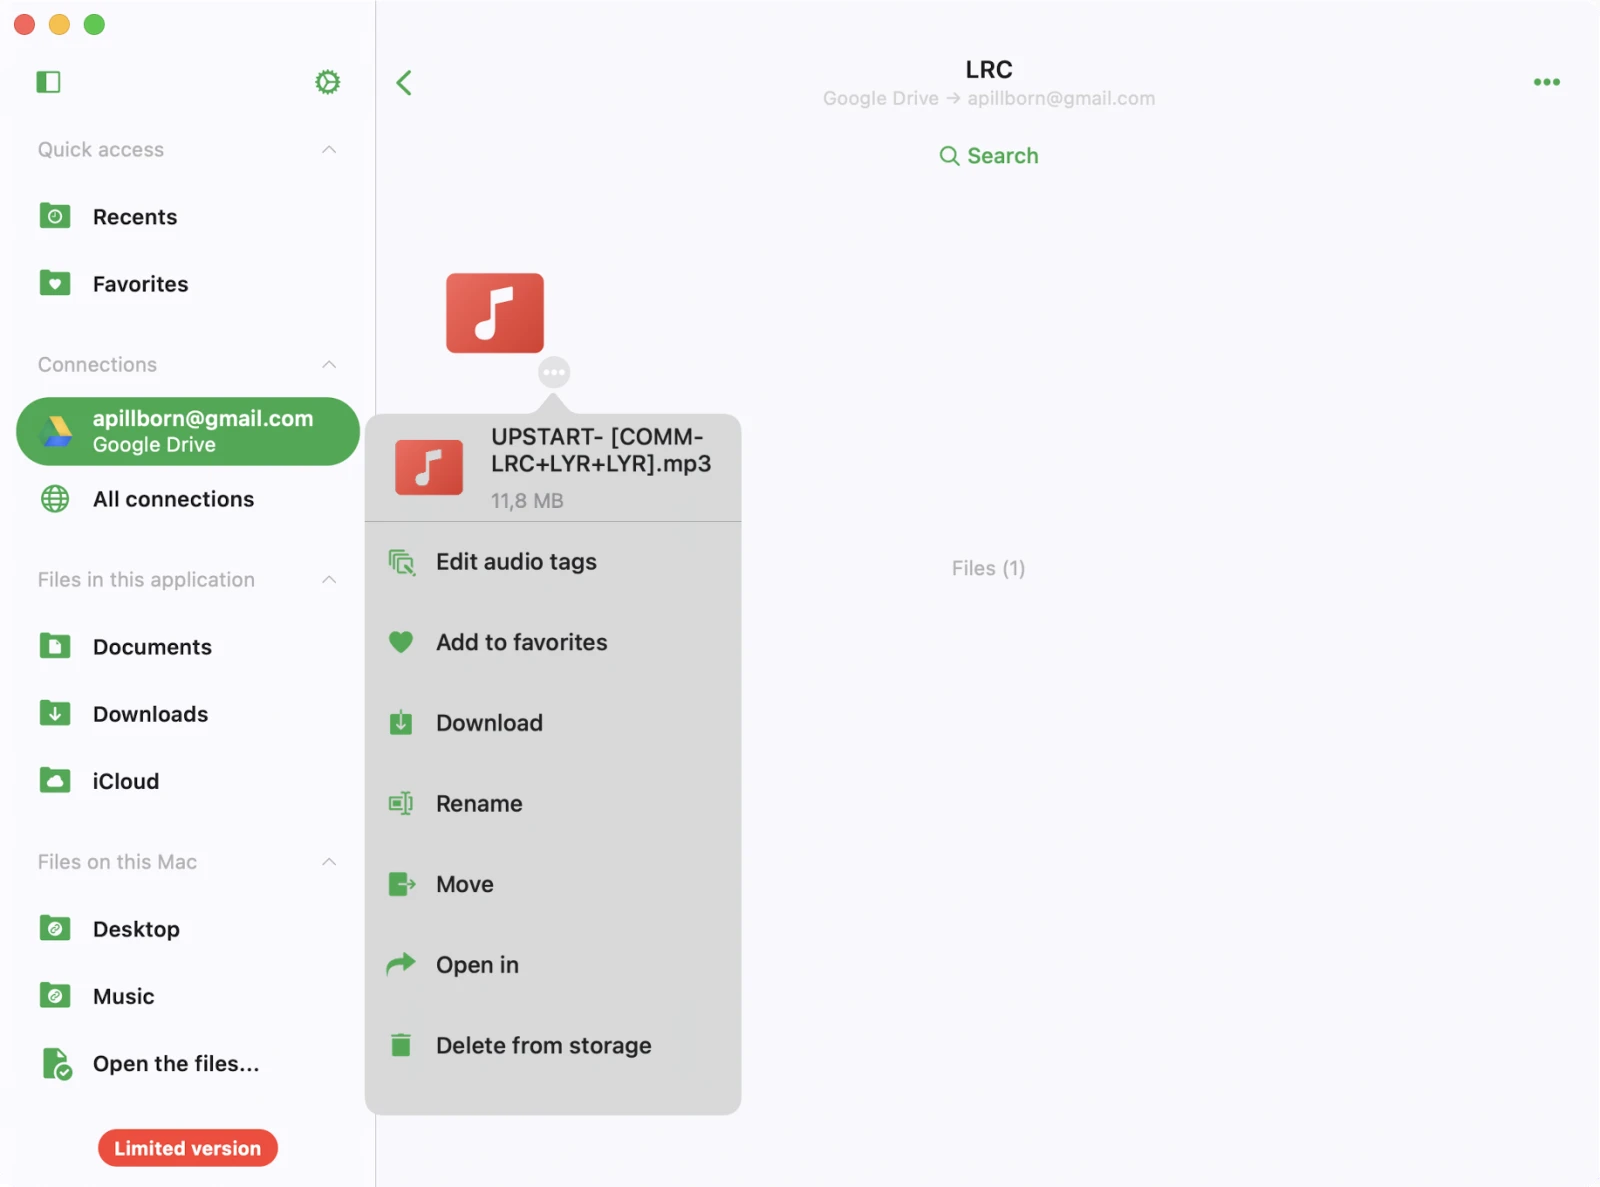 LRC
Google Drive → apillborn@gmail.com
Search
Quick access
Recents
Favorites
Connections
apillborn@gmail.com
Google Drive
All connections
Files in this application
Documents
Downloads
iCloud
Files on this Mac
Desktop
Music
Open the files...
Limited version
UPSTART- [COMM-
LRC+LYR+LYR].mp3
11,8 MB
Edit audio tags
Add to favorites
Download
Rename
Move
Open in
Delete from storage
Files (1)